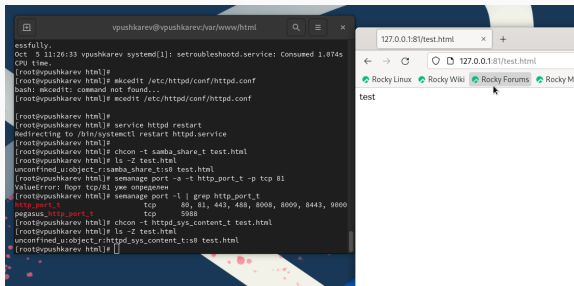 vpushkarev@vpushkarev:/var/www/html
essfully.
Oct  5 11:26:33 vpushkarev systemd[1]: setroubleshootd.service: Consumed 1.074s
CPU time.
[root@vpushkarev html]#
[root@vpushkarev html]# mkcedit /etc/httpd/conf/httpd.conf
bash: mkcedit: command not found...
[root@vpushkarev html]# mcedit /etc/httpd/conf/httpd.conf
[root@vpushkarev html]#
[root@vpushkarev html]# service httpd restart
Redirecting to /bin/systemctl restart httpd.service
[root@vpushkarev html]#
[root@vpushkarev html]# chcon -t samba_share_t test.html
[root@vpushkarev html]# ls -Z test.html
unconfined_u:object_r:samba_share_t:s0 test.html
[root@vpushkarev html]# semanage port -a -t http_port_t -p tcp 81
ValueError: Порт tcp/81 уже определен
[root@vpushkarev html]# semanage port -l | grep http_port_t
http_port_t                    tcp      80, 81, 443, 488, 8008, 8009, 8443, 9000
pegasus_http_port_t            tcp      5988
[root@vpushkarev html]# chcon -t httpd_sys_content_t test.html
[root@vpushkarev html]# ls -Z test.html
unconfined_u:object_r:httpd_sys_content_t:s0 test.html
[root@vpushkarev html]#
127.0.0.1:81/test.html
127.0.0.1:81/test.html
Rocky Linux Rocky Wiki Rocky Forums Rocky M
test